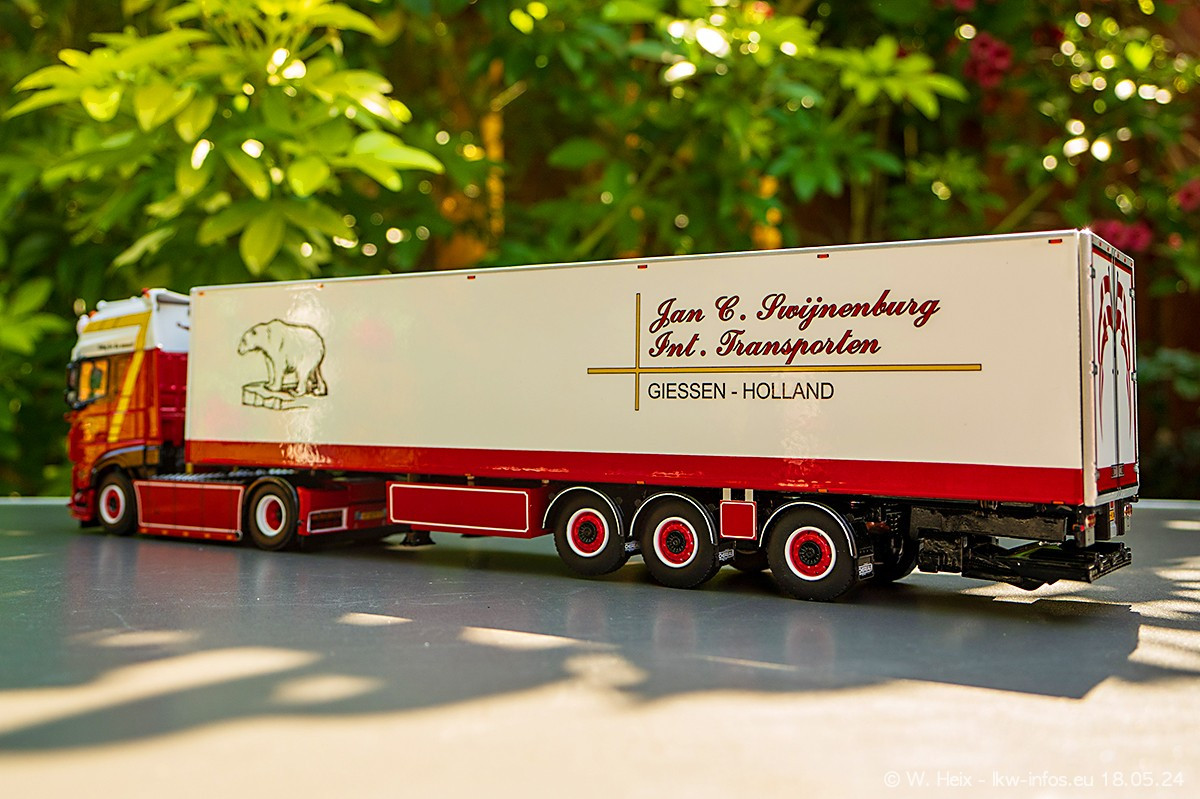 Jan C. Swijnenburg
Int. Transporten
GIESSEN - HOLLAND
© W. Heix - lkw-infos.eu 18.05.24